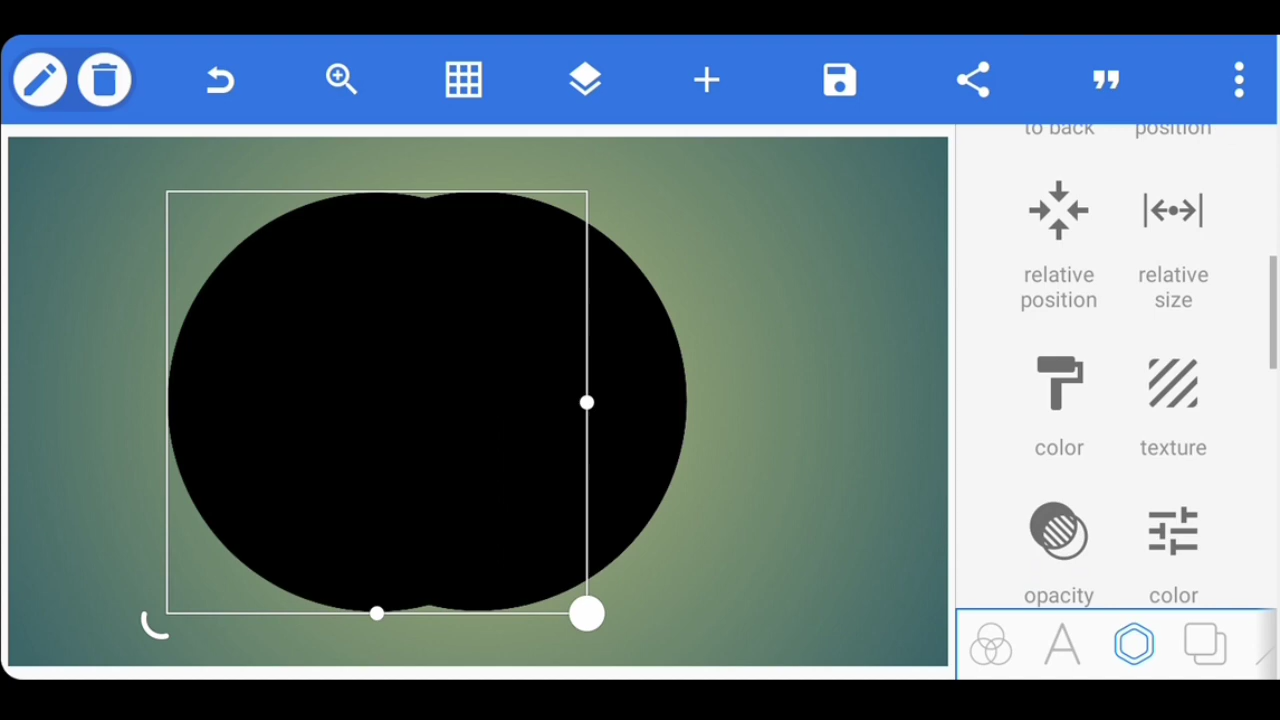 to back position
relative position
relative size
color texture
opacity color